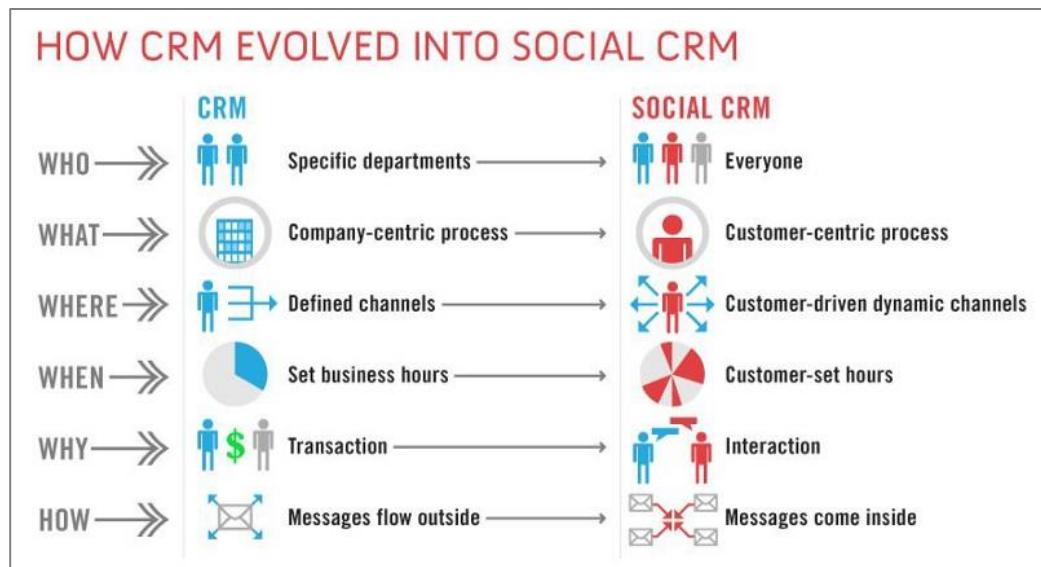 HOW CRM EVOLVED INTO SOCIAL CRM
CRM SOCIAL CRM
WHO Specific departments Everyone
WHAT Company-centric process Customer-centric process
WHERE Defined channels Customer-driven dynamic channels
WHEN Set business hours Customer-set hours
WHY $ Transaction Interaction
HOW Messages flow outside Messages come inside